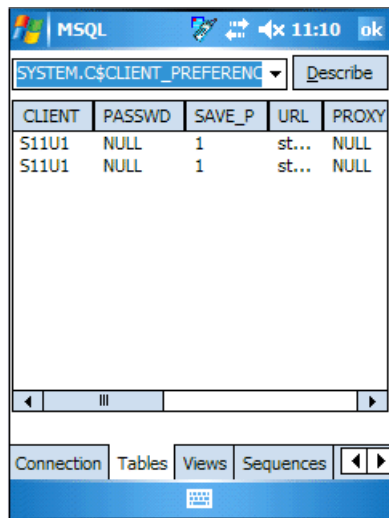 MSQL 11:10 ok
SYSTEM.C$CLIENT_PREFERENC Describe
CLIENT PASSWD SAVE_P URL PROXY
S11U1 NULL 1 st... NULL
S11U1 NULL 1 st... NULL
Connection Tables Views Sequences